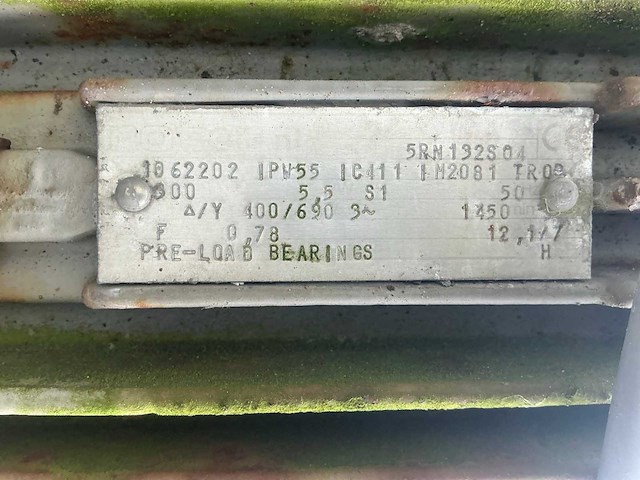 5RN132S04
1062202 IPW55 IC411 IM2081
5,5 S1 50
Δ/Y 400/690 3~ 1450
F 0,78 12,1/7
PRE-LOAD BEARINGS H